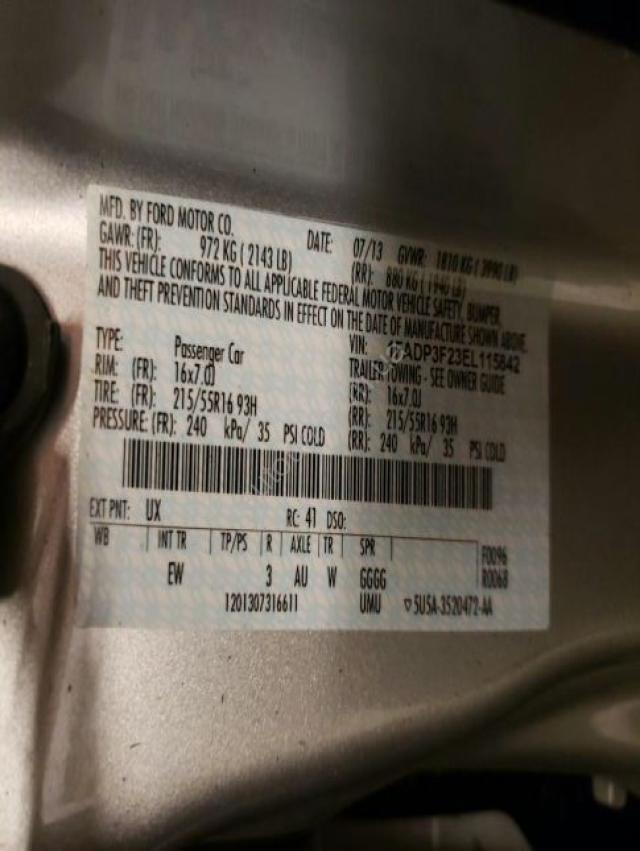 MFD. BY FORD MOTOR CO.
DATE: 07/13 GVWR: 1810 KG ( 3990 LB)
GAWR: (FR): 972 KG ( 2143 LB) (RR): 880 KG ( 1940 LB)
THIS VEHICLE CONFORMS TO ALL APPLICABLE FEDERAL MOTOR VEHICLE SAFETY, BUMPER,
AND THEFT PREVENTION STANDARDS IN EFFECT ON THE DATE OF MANUFACTURE SHOWN ABOVE.
VIN: 1FADP3F23EL115842
TYPE: Passenger Car TRAILER TOWING - SEE OWNER GUIDE
RIM: (FR): 16x7.0J (RR): 16x7.0J
TIRE: (FR): 215/55R16 93H (RR): 215/55R16 93H
PRESSURE: (FR): 240 kPa/ 35 PSI COLD (RR): 240 kPa/ 35 PSI COLD
EXT PNT: UX RC: 41 DSO:
WB INT TR TP/PS R AXLE TR SPR F0096
EW 3 AU W GGGG R0068
1201307316611 UMU ▽5U5A-3520472-AA